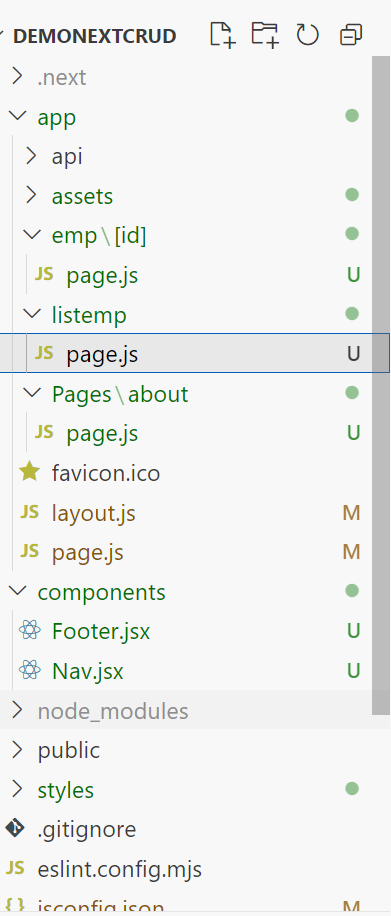 DEMONEXTCRUD
.next
app
api
assets
emp\[id]
JS page.js U
listemp
JS page.js U
Pages\about
JS page.js U
favicon.ico
JS layout.js M
JS page.js M
components
Footer.jsx U
Nav.jsx U
node_modules
public
styles
.gitignore
JS eslint.config.mjs
{ } jsconfig.json M